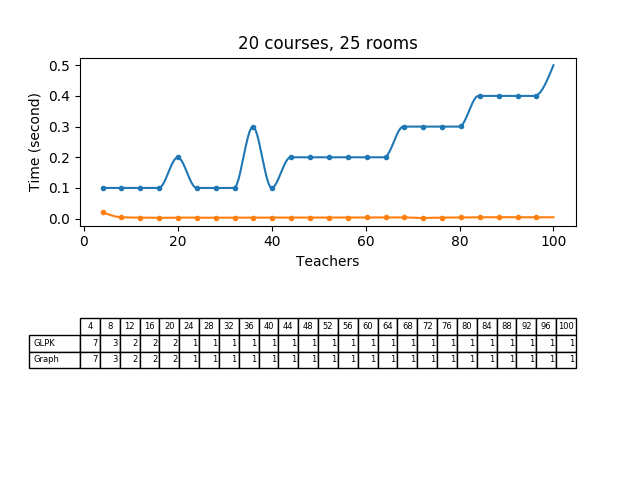 20 courses, 25 rooms
0.5
0.4
0.3
0.2
0.1
0.0
Time (second)
0 20 40 60 80 100
Teachers
4 8 12 16 20 24 28 32 36 40 44 48 52 56 60 64 68 72 76 80 84 88 92 96 100
GLPK 7 3 2 2 2 1 1 1 1 1 1 1 1 1 1 1 1 1 1 1 1 1 1 1 1
Graph 7 3 2 2 2 1 1 1 1 1 1 1 1 1 1 1 1 1 1 1 1 1 1 1 1